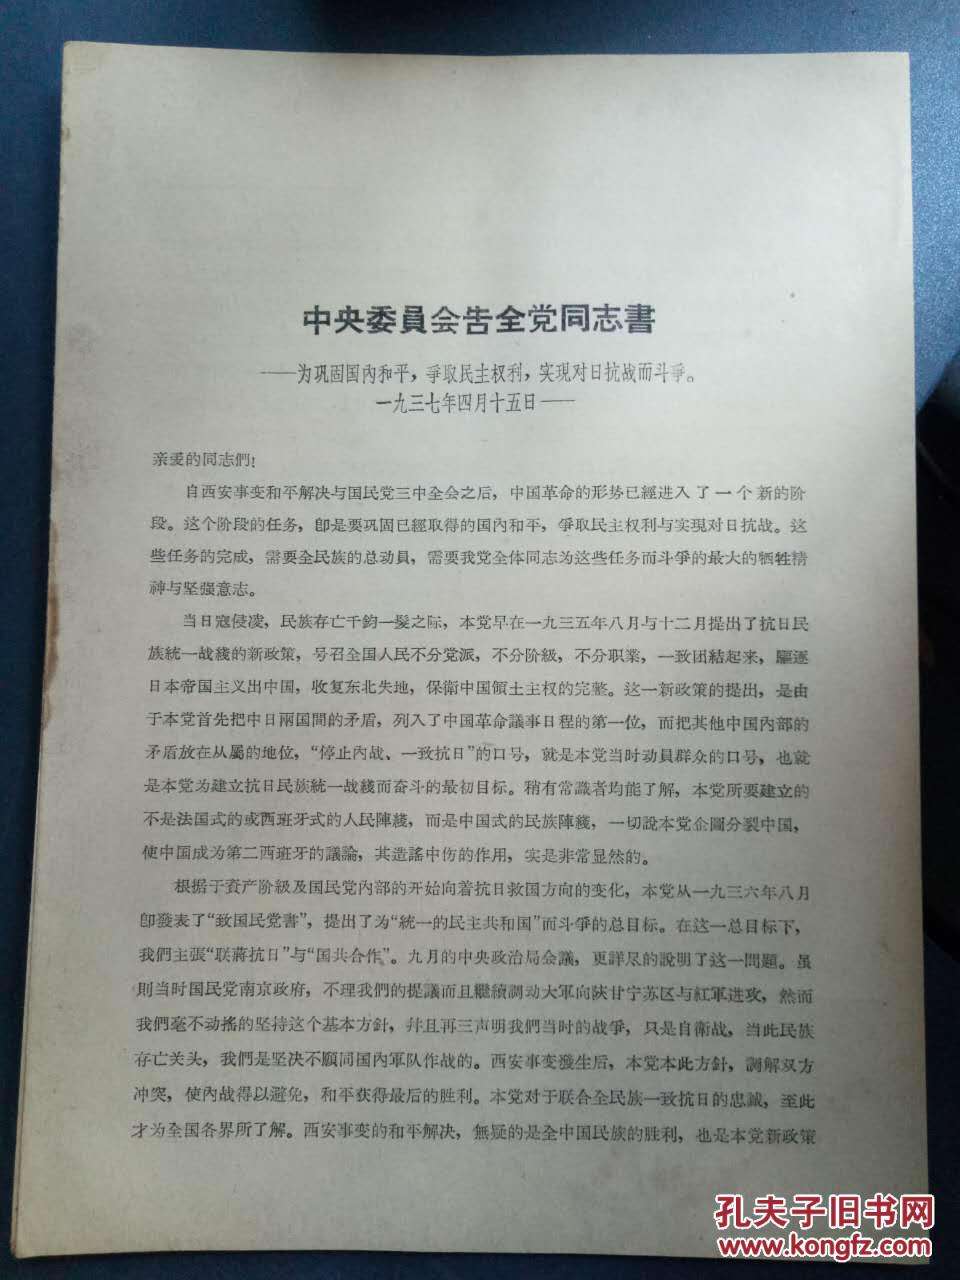 中央委員会告全党同志書
——为巩固国內和平，爭取民主权利，实现对日抗战而斗爭。
一九三七年四月十五日——
亲爱的同志們！
自西安事变和平解决与国民党三中全会之后，中国革命的形势已經进入了一个新的阶
段。这个阶段的任务，卽是要巩固已經取得的国內和平，爭取民主权利与实現对日抗战。这
些任务的完成，需要全民族的总动員，需要我党全体同志为这些任务而斗爭的最大的牺牲精
神与坚强意志。
当日寇侵凌，民族存亡千鈞一髮之际，本党早在一九三五年八月与十二月提出了抗日民
族統一战綫的新政策，号召全国人民不分党派，不分阶級，不分职業，一致团結起来，驅逐
日本帝国主义出中国，收复东北失地，保衛中国領土主权的完整。这一新政策的提出，是由
于本党首先把中日兩国間的矛盾，列入了中国革命議事日程的第一位，而把其他中国內部的
矛盾放在从屬的地位，“停止內战、一致抗日”的口号，就是本党当时动員群众的口号，也就
是本党为建立抗日民族統一战綫而奋斗的最初目标。稍有常識者均能了解，本党所要建立的
不是法国式的或西班牙式的人民陣綫，而是中国式的民族陣綫，一切說本党企圖分裂中国，
使中国成为第二西班牙的議論，其造謠中伤的作用，实是非常显然的。
根据于資产阶級及国民党內部的开始向着抗日救国方向的变化，本党从一九三六年八月
卽發表了“致国民党書”，提出了为“統一的民主共和国”而斗爭的总目标。在这一总目标下，
我們主張“联蔣抗日”与“国共合作”。九月的中央政治局会議，更詳尽的說明了这一問題。虽
則当时国民党南京政府，不理我們的提議而且繼續調动大軍向陝甘宁苏区与紅軍进攻，然而
我們毫不动搖的坚持这个基本方針，幷且再三声明我們当时的战爭，只是自衛战，当此民族
存亡关头，我們是坚决不願同国內軍队作战的。西安事变發生后，本党本此方針，調解双方
冲突，使內战得以避免，和平获得最后的胜利。本党对于联合全民族一致抗日的忠誠，至此
才为全国各界所了解。西安事变的和平解决，無疑的是全中国民族的胜利，也是本党新政策
孔夫子旧书网
www.kongfz.com